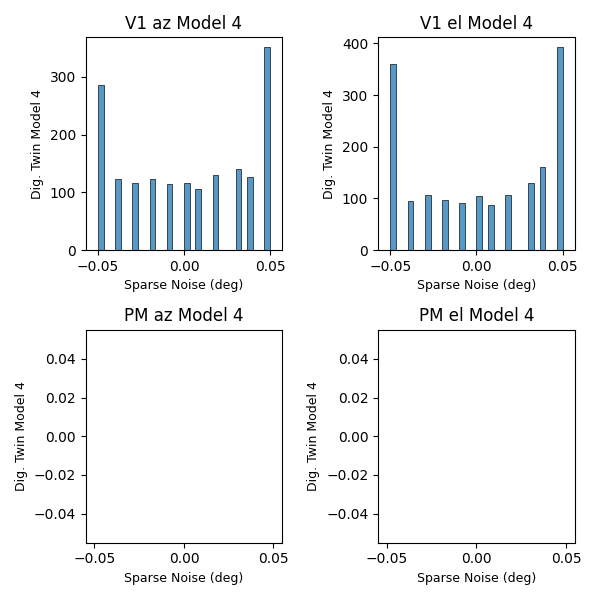 V1 az Model 4
V1 el Model 4
Dig. Twin Model 4
300
200
100
0
−0.05
0.00
0.05
Sparse Noise (deg)
Dig. Twin Model 4
400
300
200
100
0
−0.05
0.00
0.05
Sparse Noise (deg)
PM az Model 4
PM el Model 4
Dig. Twin Model 4
0.04
0.02
0.00
−0.02
−0.04
−0.05
0.00
0.05
Sparse Noise (deg)
Dig. Twin Model 4
0.04
0.02
0.00
−0.02
−0.04
−0.05
0.00
0.05
Sparse Noise (deg)